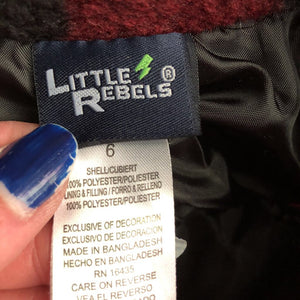 LITTLE
REBELS ®
6
SHELL/CUBIERT
100% POLYESTER/POLIESTER
LINING & FILLING / FORRO & RELLENO
100% POLYESTER/POLIESTER
EXCLUSIVE OF DECORATION
EXCLUSIVO DE DECORACION
MADE IN BANGLADESH
HECHO EN BANGLADESH
RN 16435
CARE ON REVERSE
VEA EL REVERSO